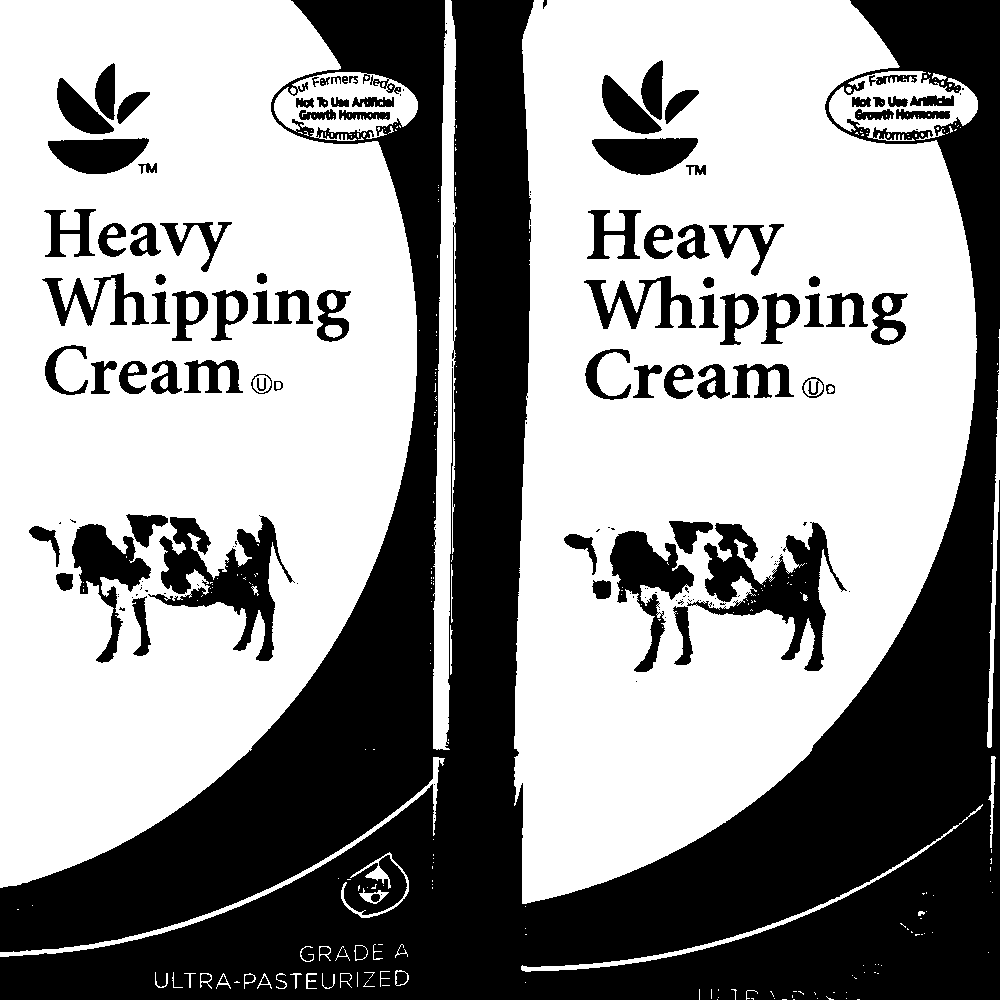 Our Farmers Pledge:
Not To Use Artificial
Growth Hormones
*See Information Panel
TM
Heavy
Whipping
Cream Ⓤ D
REAL
GRADE A
ULTRA-PASTEURIZED
Our Farmers Pledge:
Not To Use Artificial
Growth Hormones
*See Information Panel
TM
Heavy
Whipping
Cream Ⓤ D